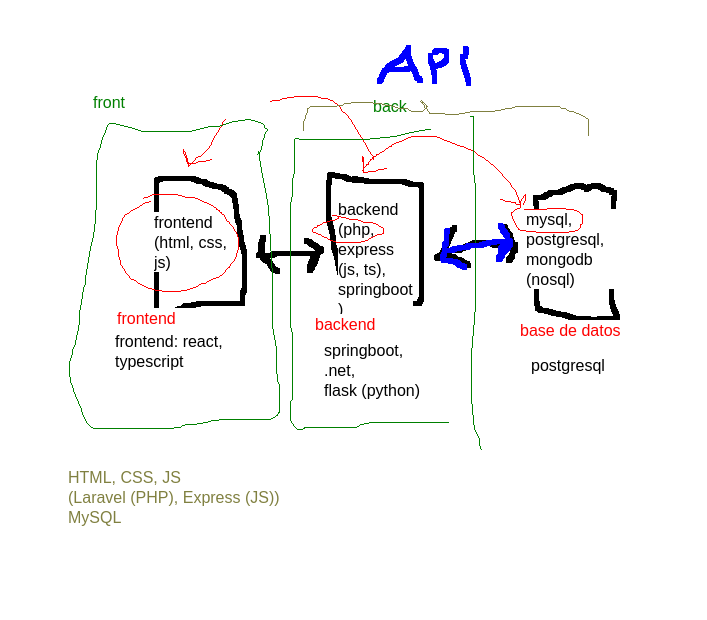 API
front
back
frontend
(html, css,
js)
frontend
frontend: react,
typescript
backend
(php,
express
(js, ts),
springboot
)
backend
springboot,
.net,
flask (python)
mysql,
postgresql,
mongodb
(nosql)
base de datos
postgresql
HTML, CSS, JS
(Laravel (PHP), Express (JS))
MySQL